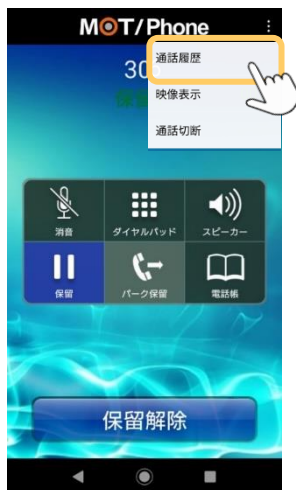 MOT/Phone
通話履歴
30
映像表示
通話切断
消音
ダイヤルパッド
スピーカー
保留
パーク保留
電話帳
保留解除